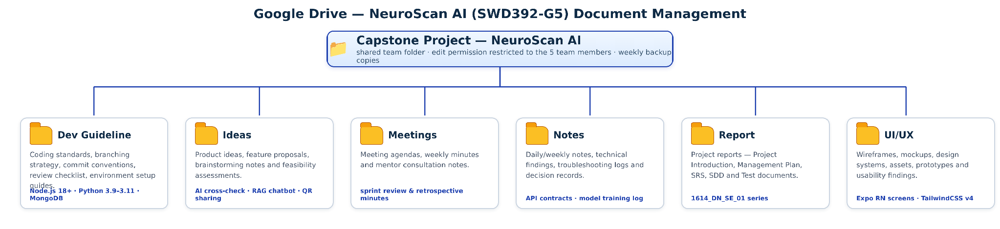 Google Drive — NeuroScan AI (SWD392-G5) Document Management
Capstone Project — NeuroScan AI
shared team folder · edit permission restricted to the 5 team members · weekly backup
copies
Dev Guideline
Coding standards, branching
strategy, commit conventions,
review checklist, environment setup
guides.
Node.js 18+ · Python 3.9–3.11 ·
MongoDB
Ideas
Product ideas, feature proposals,
brainstorming notes and feasibility
assessments.
AI cross-check · RAG chatbot · QR
sharing
Meetings
Meeting agendas, weekly minutes
and mentor consultation notes.
sprint review & retrospective
minutes
Notes
Daily/weekly notes, technical
findings, troubleshooting logs and
decision records.
API contracts · model training log
Report
Project reports — Project
Introduction, Management Plan,
SRS, SDD and Test documents.
1614_DN_SE_01 series
UI/UX
Wireframes, mockups, design
systems, assets, prototypes and
usability findings.
Expo RN screens · TailwindCSS v4